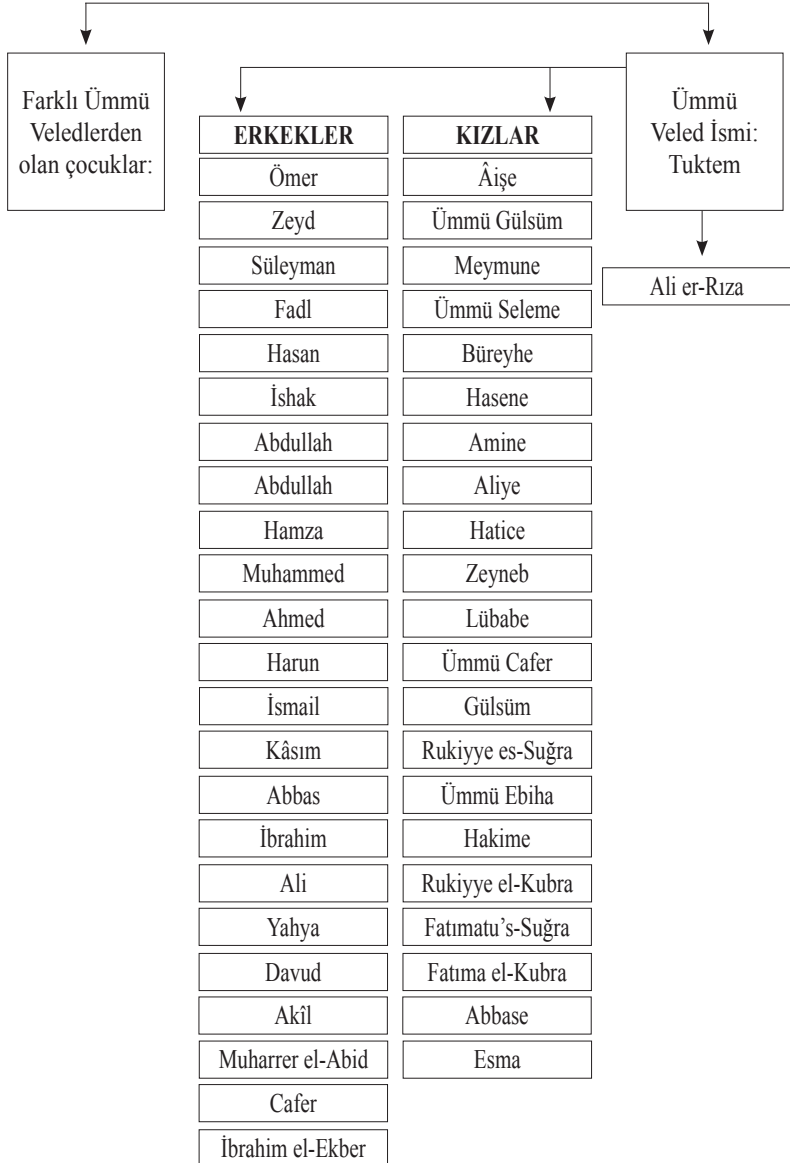 Farklı Ümmü
Veledlerden
olan çocuklar:
ERKEKLER
Ömer
Zeyd
Süleyman
Fadl
Hasan
İshak
Abdullah
Abdullah
Hamza
Muhammed
Ahmed
Harun
İsmail
Kâsım
Abbas
İbrahim
Ali
Yahya
Davud
Akîl
Muharrer el-Abid
Cafer
İbrahim el-Ekber
KIZLAR
Âişe
Ümmü Gülsüm
Meymune
Ümmü Seleme
Büreyhe
Hasene
Amine
Aliye
Hatice
Zeyneb
Lübabe
Ümmü Cafer
Gülsüm
Rukiyye es-Suğra
Ümmü Ebiha
Hakime
Rukiyye el-Kubra
Fatımatu’s-Suğra
Fatıma el-Kubra
Abbase
Esma
Ümmü
Veled İsmi:
Tuktem
Ali er-Rıza